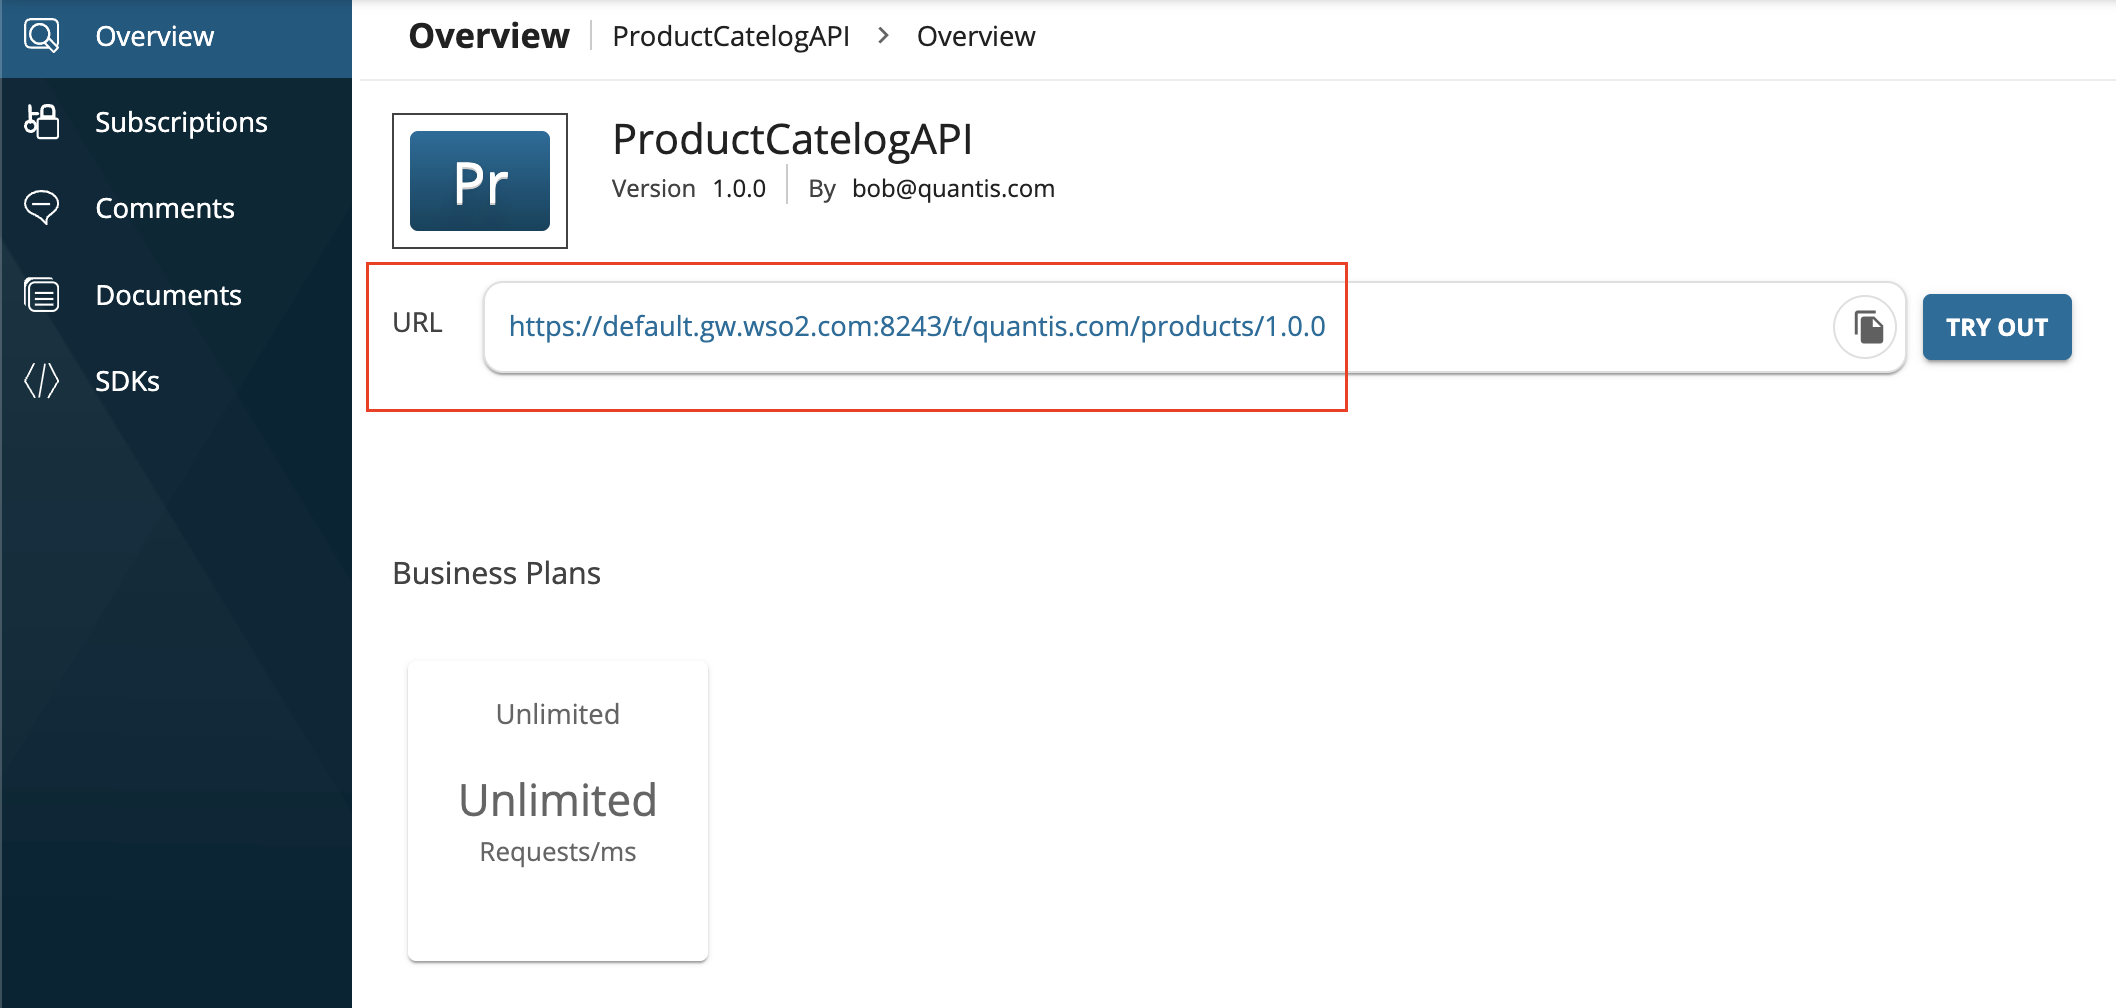 Overview
Subscriptions
Comments
Documents
SDKs
Overview ProductCatelogAPI > Overview
Pr
ProductCatelogAPI
Version 1.0.0 By bob@quantis.com
URL https://default.gw.wso2.com:8243/t/quantis.com/products/1.0.0 TRY OUT
Business Plans
Unlimited
Unlimited
Requests/ms